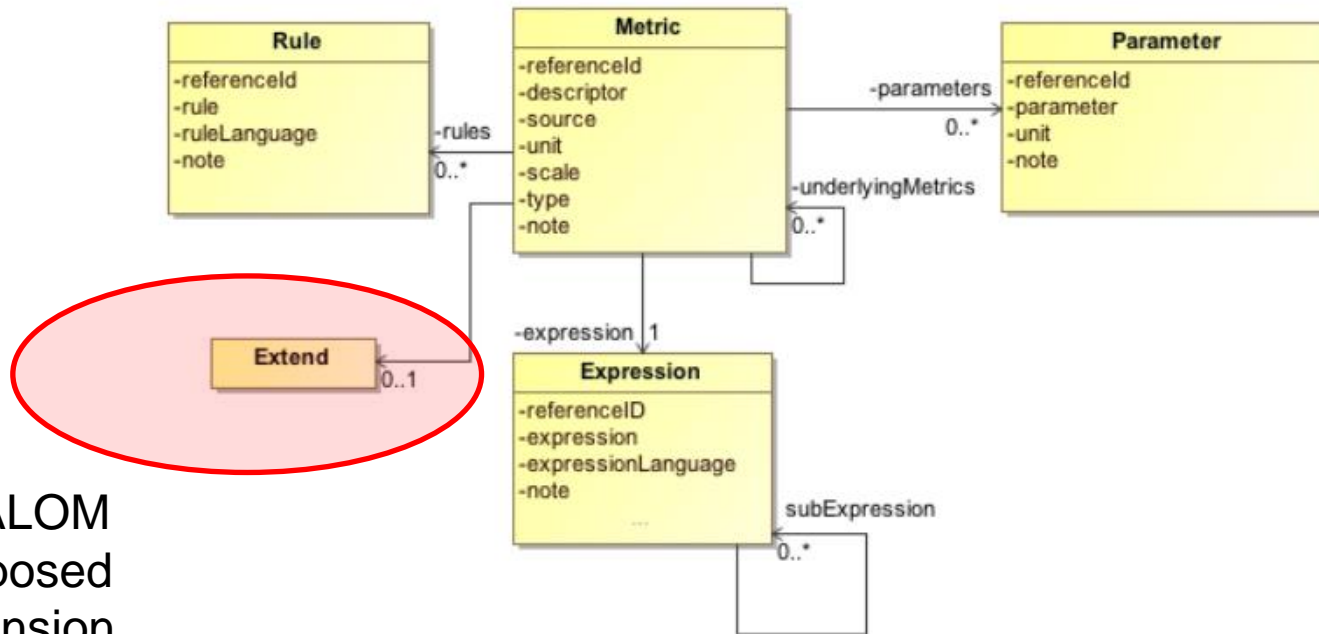 Rule
-referenceId
-rule
-ruleLanguage
-note
-rules
0..*
Metric
-referenceId
-descriptor
-source
-unit
-scale
-type
-note
-parameters
0..*
Parameter
-referenceId
-parameter
-unit
-note
-underlyingMetrics
0..*
Extend
0..1
-expression
1
Expression
-referenceID
-expression
-expressionLanguage
-note
...
subExpression
0..*